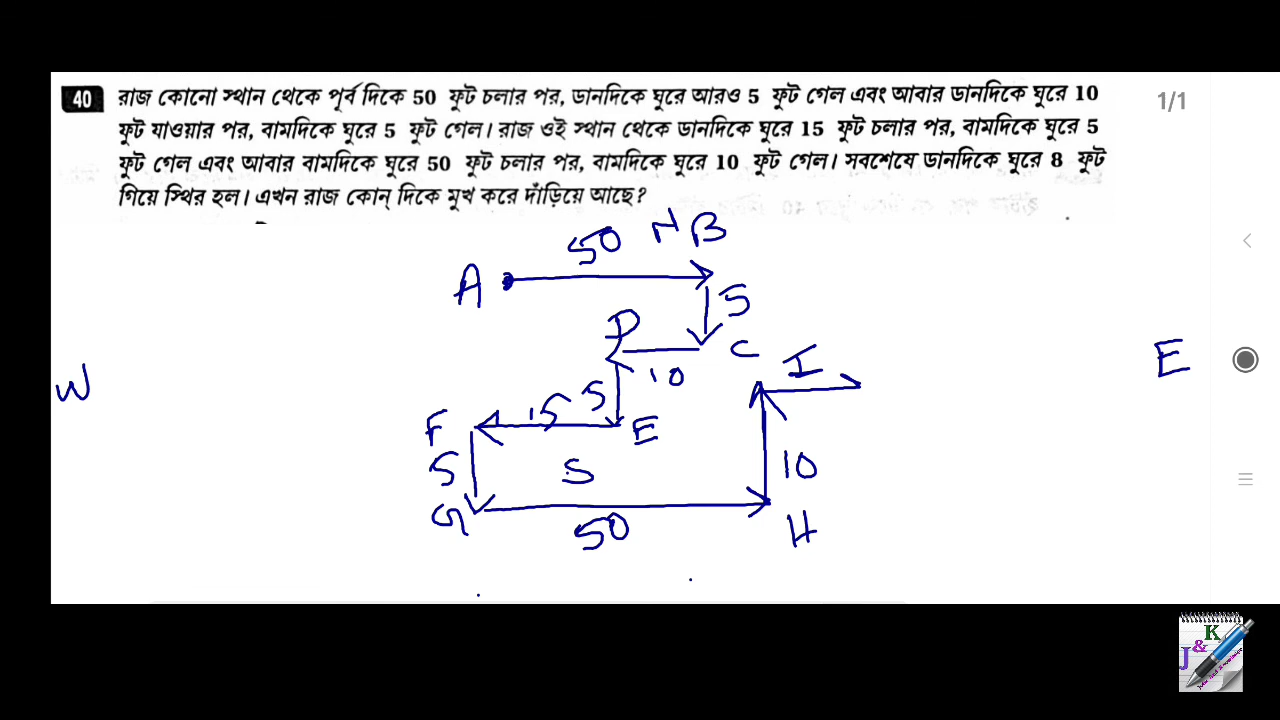 40 রাজ কোনো স্থান থেকে পূর্ব দিকে 50 ফুট চলার পর, ডানদিকে ঘুরে আরও 5 ফুট গেল এবং আবার ডানদিকে ঘুরে 10
1/1
ফুট যাওয়ার পর, বামদিকে ঘুরে 5 ফুট গেল। রাজ ওই স্থান থেকে ডানদিকে ঘুরে 15 ফুট চলার পর, বামদিকে ঘুরে 5
ফুট গেল এবং আবার বামদিকে ঘুরে 50 ফুট চলার পর, বামদিকে ঘুরে 10 ফুট গেল। সবশেষে ডানদিকে ঘুরে 8 ফুট
গিয়ে স্থির হল। এখন রাজ কোন্ দিকে মুখ করে দাঁড়িয়ে আছে?
50 N B
A
5
D
C
I
E
W
10
5
15
F
E
5
S
10
G
50
H
J & K